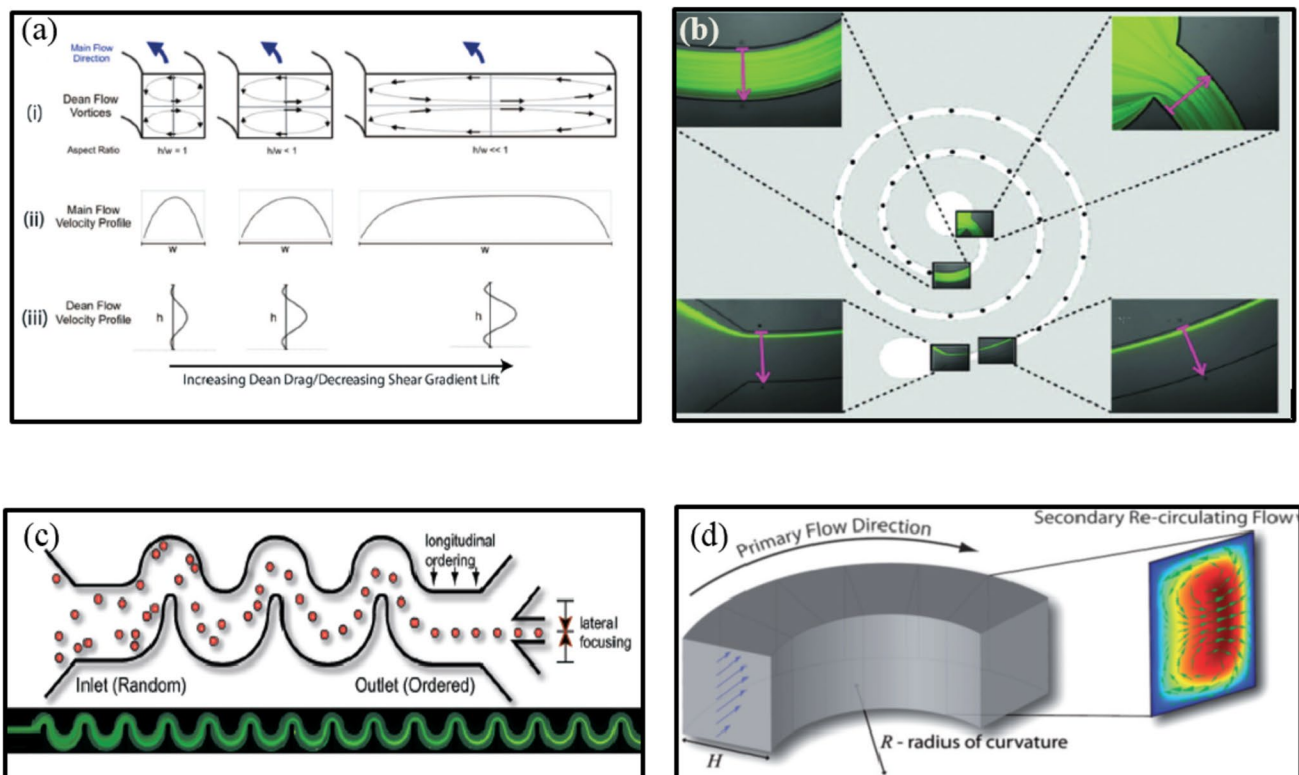 (a)
Main Flow
Direction
(i)
Dean Flow
Vortices
Aspect Ratio
h/w = 1
h/w < 1
h/w << 1
(ii)
Main Flow
Velocity Profile
w
w
w
(iii)
Dean Flow
Velocity Profile
h
h
h
Increasing Dean Drag/Decreasing Shear Gradient Lift
(b)
(c)
longitudinal
ordering
lateral
focusing
Inlet (Random)
Outlet (Ordered)
(d)
Primary Flow Direction
Secondary Re-circulating Flow
R - radius of curvature
H